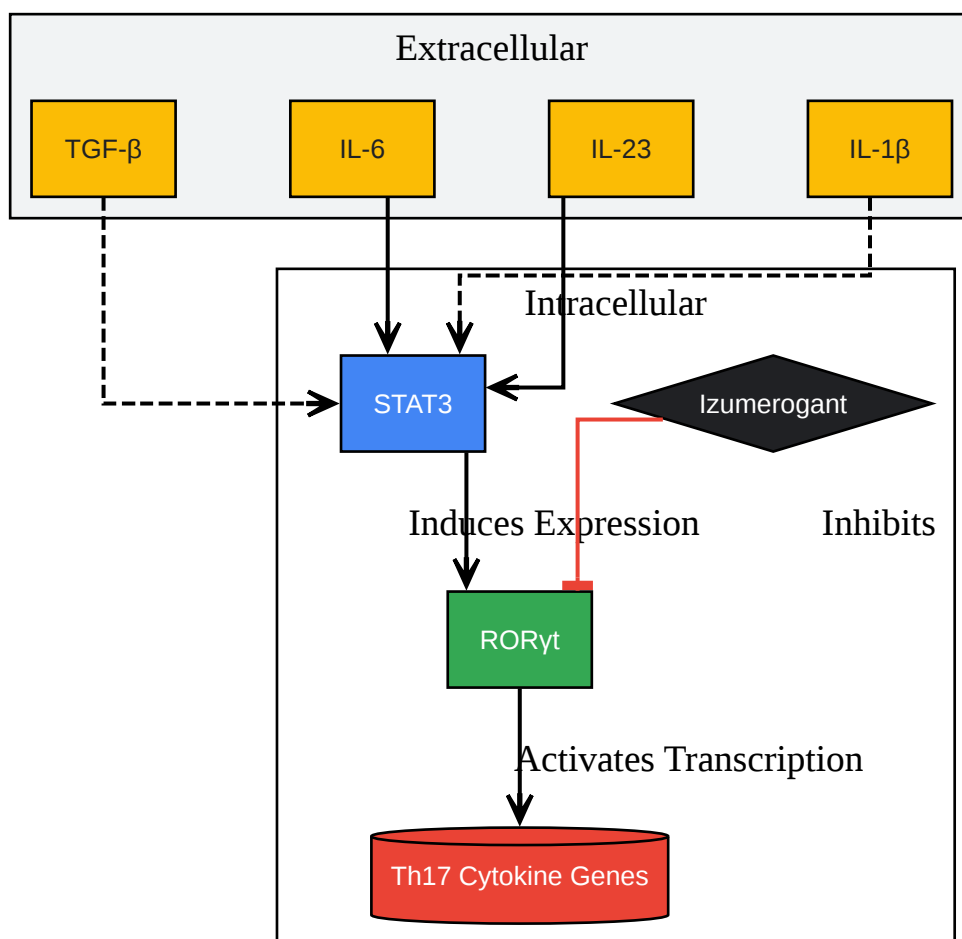 Extracellular
TGF-β
IL-6
IL-23
IL-1β
Intracellular
STAT3
Izumerogant
Induces Expression
Inhibits
RORγt
Activates Transcription
Th17 Cytokine Genes